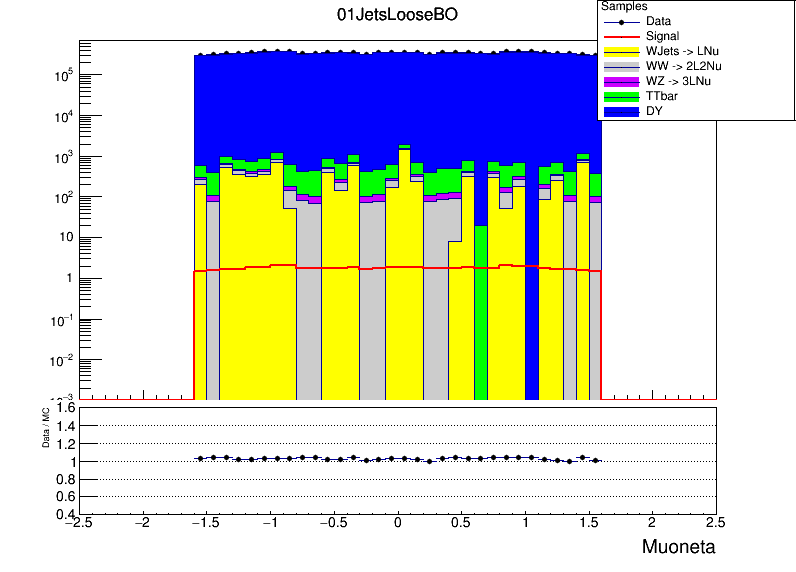 01JetsLooseBO
Samples
Data
Signal
WJets -> LNu
WW -> 2L2Nu
WZ -> 3LNu
TTbar
DY
10^5
10^4
10^3
10^2
10
1
10^−1
10^−2
−3
Data / MC
1.6
1.4
1.2
1
0.8
0.6
0.4
−2.5 −2 −1.5 −1 −0.5 0 0.5 1 1.5 2 2.5
Muoneta